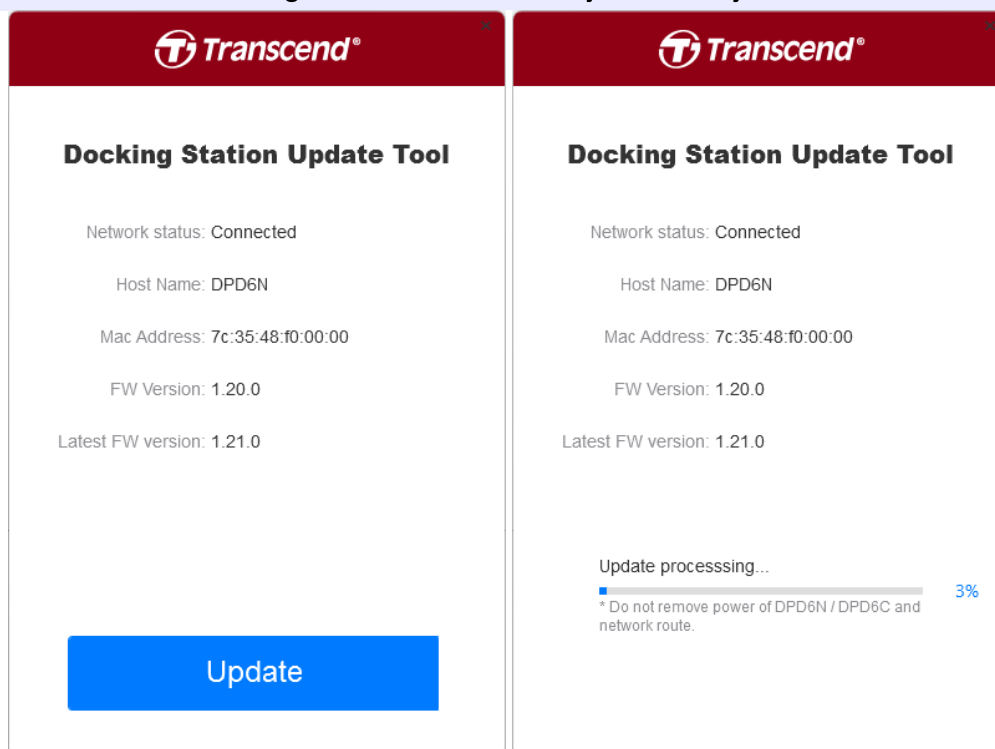 Transcend®
Docking Station Update Tool
Network status: Connected
Host Name: DPD6N
Mac Address: 7c:35:48:f0:00:00
FW Version: 1.20.0
Latest FW version: 1.21.0
Update
Transcend®
Docking Station Update Tool
Network status: Connected
Host Name: DPD6N
Mac Address: 7c:35:48:f0:00:00
FW Version: 1.20.0
Latest FW version: 1.21.0
Update processsing...
3%
* Do not remove power of DPD6N / DPD6C and
network route.